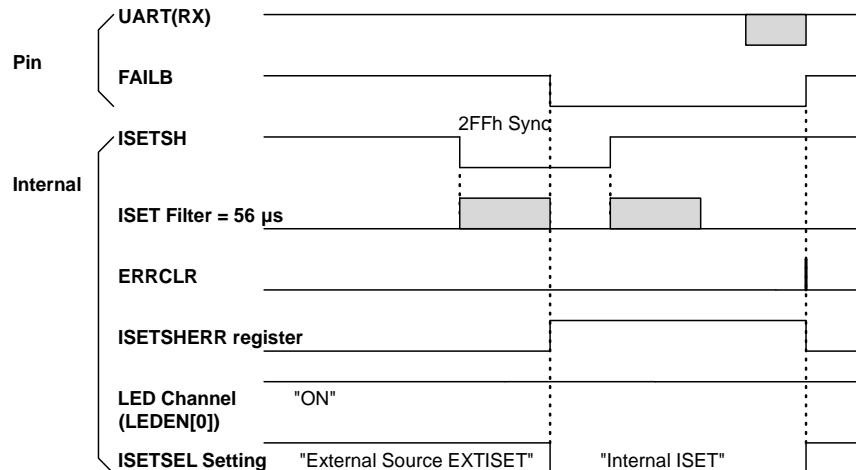 UART(RX)
Pin
FAILB
2FFh Sync
ISETSH
Internal
ISET Filter = 56 µs
ERRCLR
ISETSHERR register
LED Channel "ON"
(LEDEN[0])
ISETSEL Setting "External Source EXTISET" "Internal ISET"